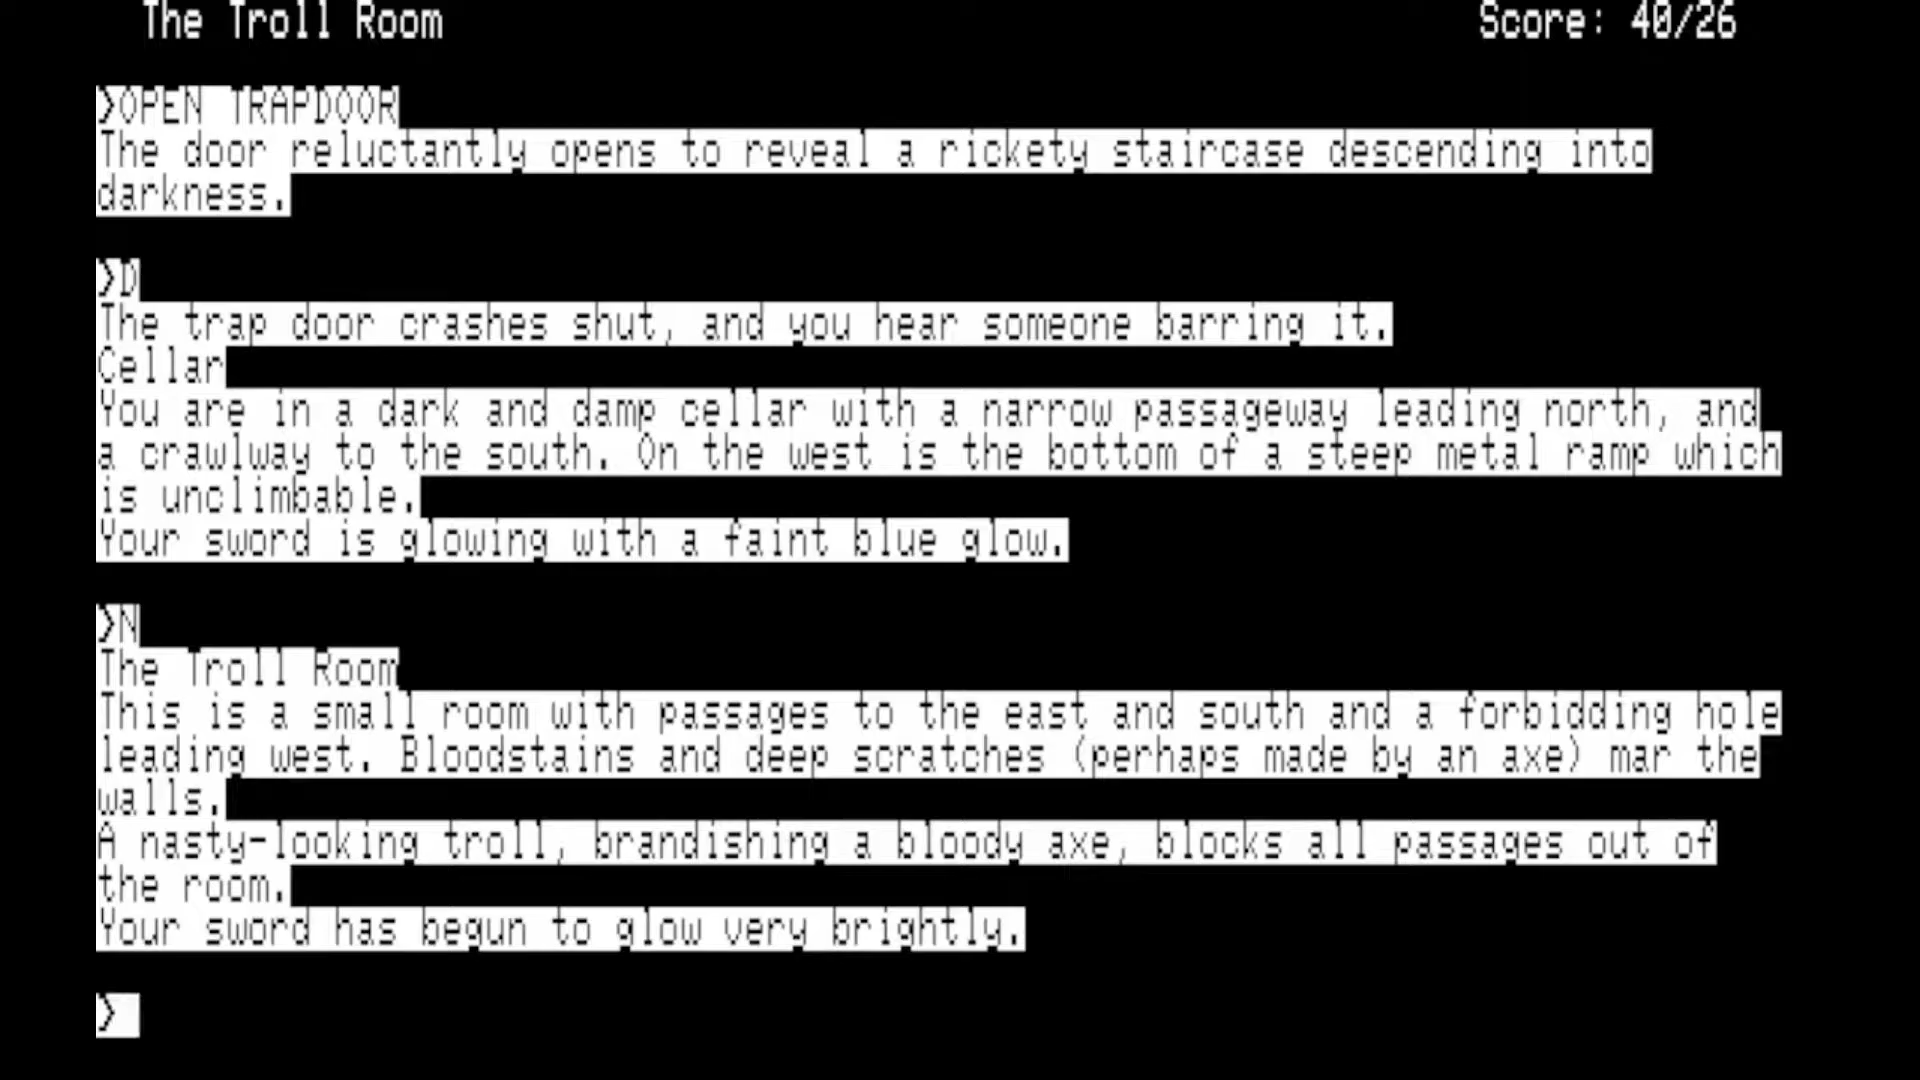 The Troll Room Score: 40/26
>OPEN TRAPDOOR
The door reluctantly opens to reveal a rickety staircase descending into
darkness.
>D
The trap door crashes shut, and you hear someone barring it.
Cellar
You are in a dark and damp cellar with a narrow passageway leading north, and
a crawlway to the south. On the west is the bottom of a steep metal ramp which
is unclimbable.
Your sword is glowing with a faint blue glow.
>N
The Troll Room
This is a small room with passages to the east and south and a forbidding hole
leading west. Bloodstains and deep scratches (perhaps made by an axe) mar the
walls.
A nasty-looking troll, brandishing a bloody axe, blocks all passages out of
the room.
Your sword has begun to glow very brightly.
>